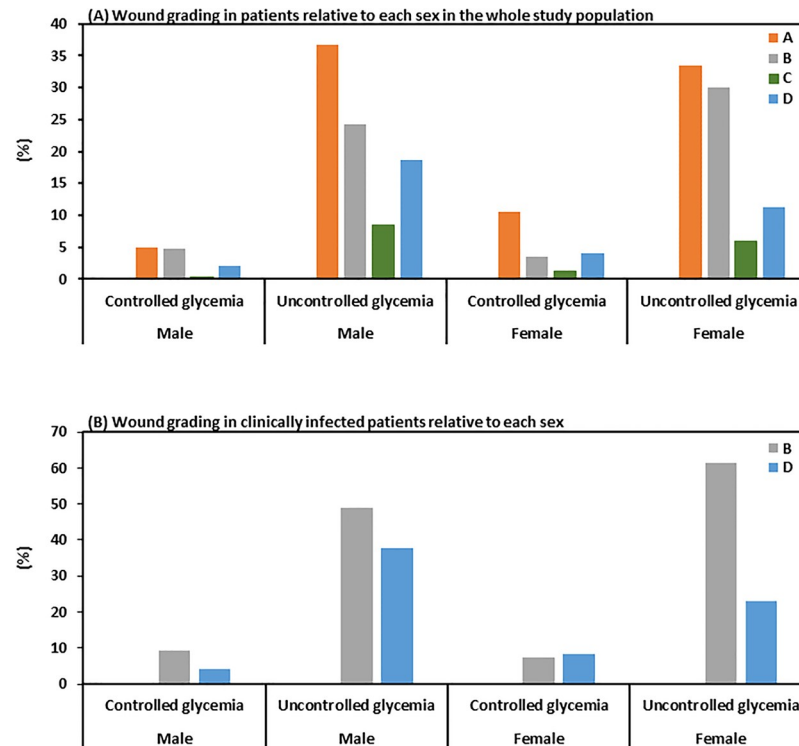 (A) Wound grading in patients relative to each sex in the whole study population
40
35
30
25
20
15
10
5
0
(%)
A
B
C
D
Controlled glycemia Uncontrolled glycemia Controlled glycemia Uncontrolled glycemia
Male Male Female Female
(B) Wound grading in clinically infected patients relative to each sex
70
60
50
40
30
20
10
0
(%)
B
D
Controlled glycemia Uncontrolled glycemia Controlled glycemia Uncontrolled glycemia
Male Male Female Female